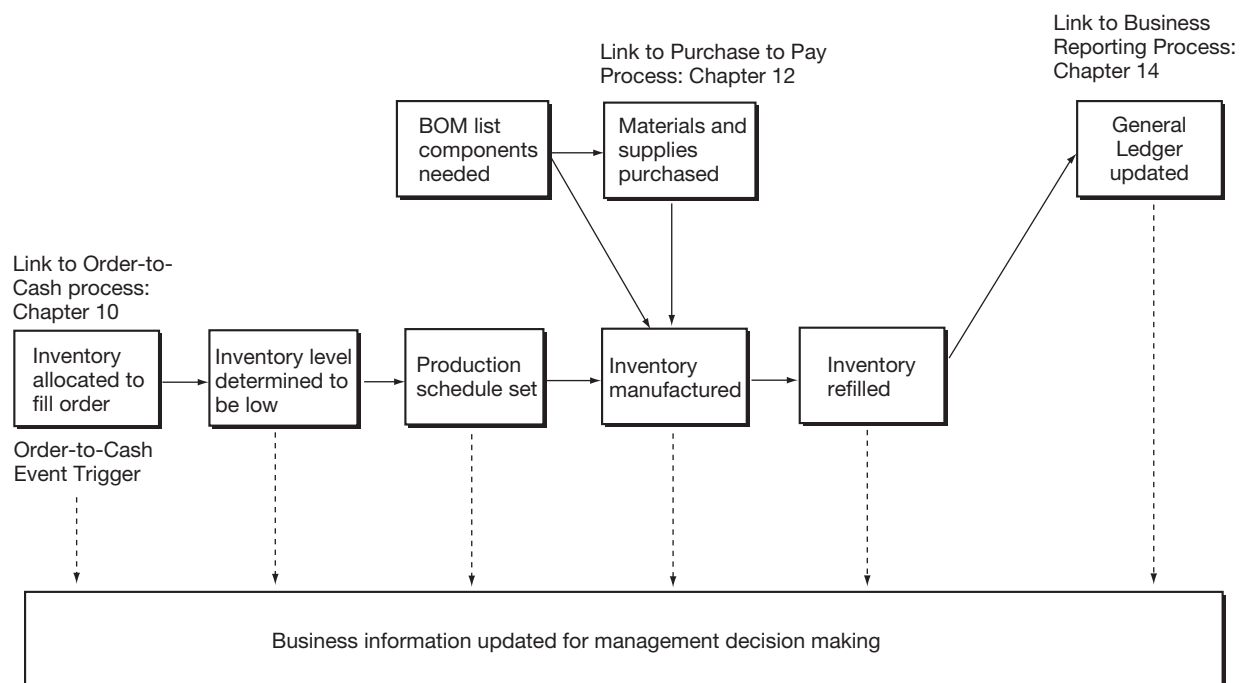 Link to Business
Reporting Process:
Chapter 14
Link to Purchase to Pay
Process: Chapter 12
BOM list
components
needed
Materials and
supplies
purchased
General
Ledger
updated
Link to Order-to-
Cash process:
Chapter 10
Inventory
allocated to
fill order
Inventory level
determined to
be low
Production
schedule set
Inventory
manufactured
Inventory
refilled
Order-to-Cash
Event Trigger
Business information updated for management decision making